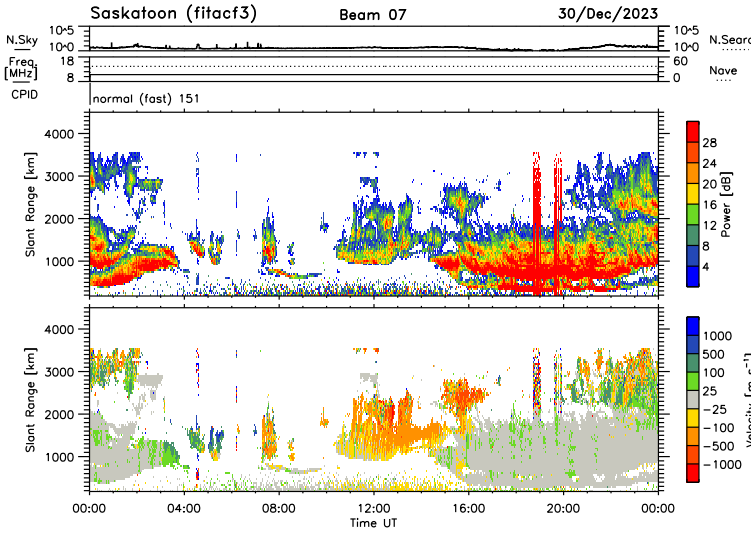 Saskatoon (fitacf3) Beam 07 30/Dec/2023
N.Sky 10^5 10^0 10^5 10^0 N.Sear
Freq. [MHz] 18 8 60 0 Nave
CPID normal (fast) 151
Slant Range [km] 4000 3000 2000 1000
Power [dB] 28 24 20 16 12 8 4
Slant Range [km] 4000 3000 2000 1000
Velocity [m s^-1] 1000 500 100 25 -25 -100 -500 -1000
00:00 04:00 08:00 12:00 16:00 20:00 00:00
Time UT